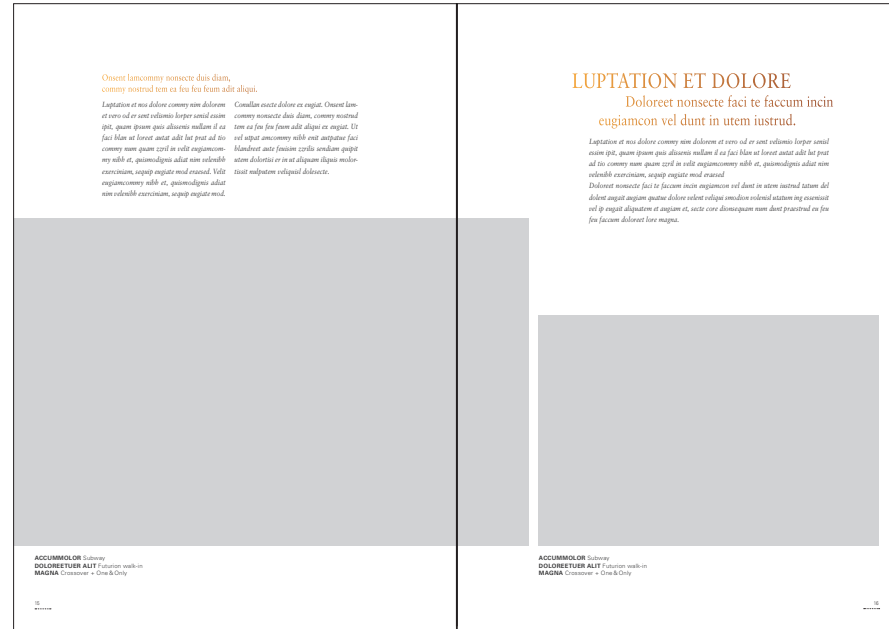 Onsent lamcommy nonsecte duis diam,
commy nostrud tem ea feu feu feum adit aliqui.
Luptation et nos dolore commy nim dolorem
et vero od er sent velismio lorper senisl essim
ipit, quam ipsum quis alissenis nullam il ea
faci blan ut loreet autat adit lut prat ad tio
commy num quam zzril in velit eugiamcom-
my nibh et, quismodignis adiat nim velenibh
exerciniam, sequip eugiate mod eraesed. Velit
eugiamcommy nibh et, quismodignis adiat
nim velenibh exerciniam, sequip eugiate mod.
Conullan esecte dolore ex eugiat. Onsent lam-
commy nonsecte duis diam, commy nostrud
tem ea feu feu feum adit aliqui ex eugiat. Ut
vel utpat amcommy nibh enit autpatue faci
blandreet aute feuisim zzrilis sendiam quipit
utem dolortisi er in ut aliquam iliquis molor-
tissit nulputem veliquisl dolesecte.
ACCUMMOLOR Subway
DOLOREETUER ALIT Futurion walk-in
MAGNA Crossover + One&Only
15
LUPTATION ET DOLORE
Doloreet nonsecte faci te faccum incin
eugiamcon vel dunt in utem iustrud.
Luptation et nos dolore commy nim dolorem et vero od er sent velismio lorper senisl
essim ipit, quam ipsum quis alissenis nullam il ea faci blan ut loreet autat adit lut prat
ad tio commy num quam zzril in velit eugiamcommy nibh et, quismodignis adiat nim
velenibh exerciniam, sequip eugiate mod eraesed
Doloreet nonsecte faci te faccum incin eugiamcon vel dunt in utem iustrud tatum del
dolent augait augiam quatue dolore velent veliqui smodion volenisl utatum ing essenissit
vel ip eugait aliquatem et augiam et, secte core dionsequam num dunt praestrud eu feu
feu faccum doloreet lore magna.
ACCUMMOLOR Subway
DOLOREETUER ALIT Futurion walk-in
MAGNA Crossover + One&Only
16